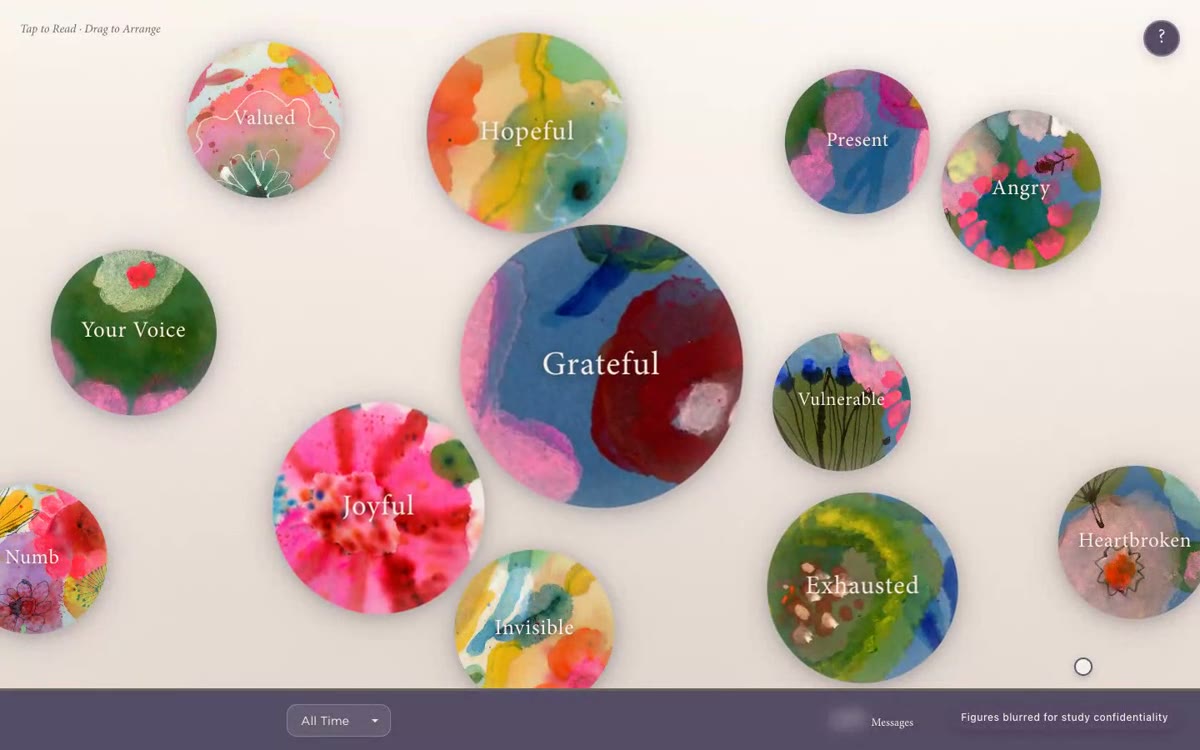 Tap to Read · Drag to Arrange
?
Valued
Hopeful
Present
Angry
Your Voice
Grateful
Vulnerable
Joyful
Numb
Heartbroken
Exhausted
Invisible
All Time
Messages
Figures blurred for study confidentiality